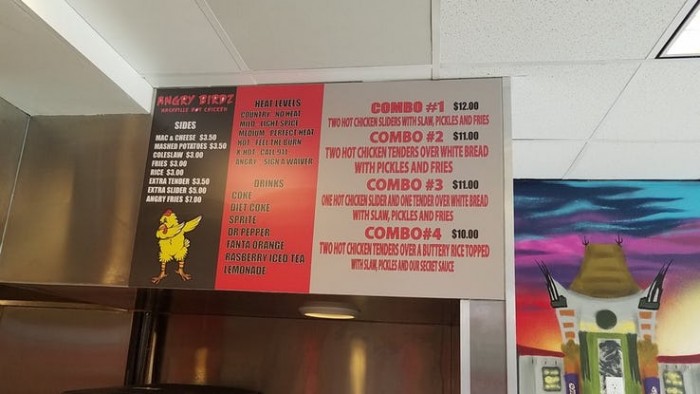 ANGRY BIRDZ
NASHVILLE HOT CHICKEN
SIDES
MAC & CHEESE $3.50
MASHED POTATOES $3.50
COLESLAW $3.00
FRIES $3.00
RICE $3.00
EXTRA TENDER $3.50
EXTRA SLIDER $5.00
ANGRY FRIES $7.00
HEAT LEVELS
COUNTRY NO HEAT
MILD LIGHT SPICE
MEDIUM PERFECT HEAT
HOT FEEL THE BURN
X HOT CALL 911
ANGRY SIGN A WAIVER
DRINKS
COKE
DIET COKE
SPRITE
DR PEPPER
FANTA ORANGE
RASBERRY ICED TEA
LEMONADE
COMBO #1 $12.00
TWO HOT CHICKEN SLIDERS WITH SLAW, PICKLES AND FRIES
COMBO #2 $11.00
TWO HOT CHICKEN TENDERS OVER WHITE BREAD
WITH PICKLES AND FRIES
COMBO #3 $11.00
ONE HOT CHICKEN SLIDER AND ONE TENDER OVER WHITE BREAD
WITH SLAW, PICKLES AND FRIES
COMBO#4 $10.00
TWO HOT CHICKEN TENDERS OVER A BUTTERY RICE TOPPED
WITH SLAW, PICKLES AND OUR SECRET SAUCE